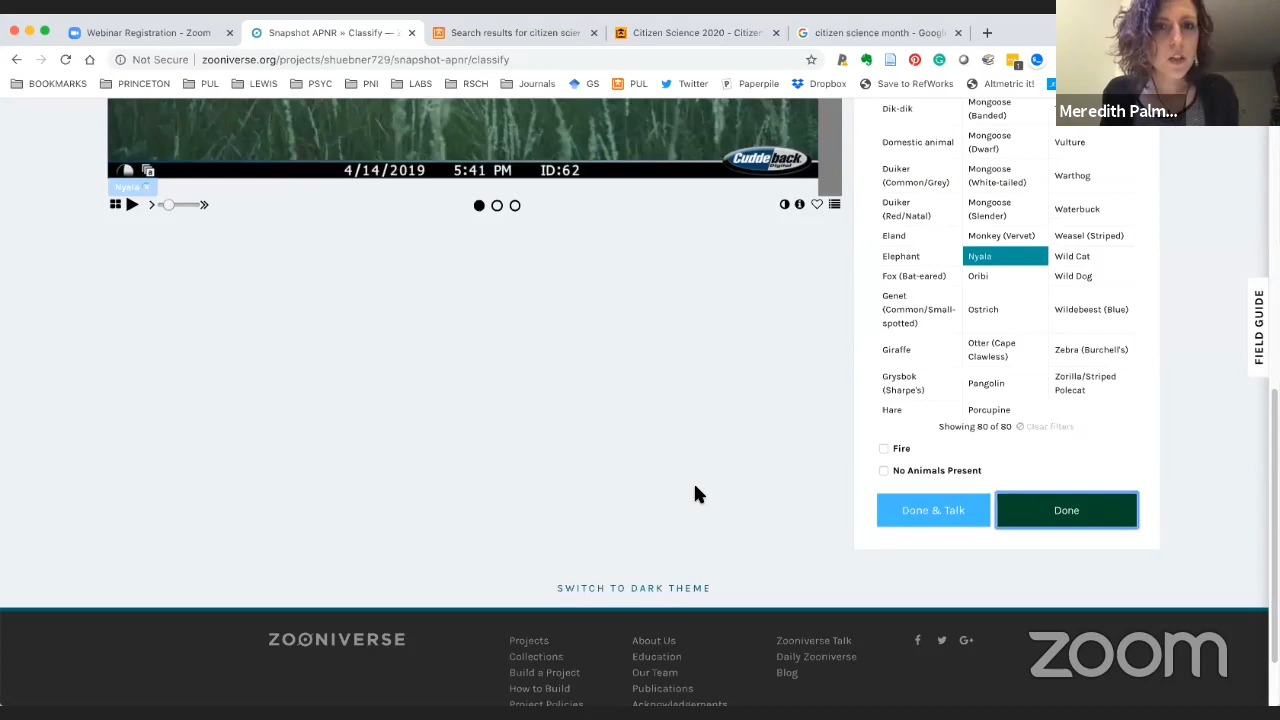 Webinar Registration - Zoom
Snapshot APNR » Classify —
Search results for citizen scier
Citizen Science 2020 - Citizen
citizen science month - Google
Not Secure | zooniverse.org/projects/shuebner729/snapshot-apnr/classify
BOOKMARKS PRINCETON PUL LEWIS PSYC PNI LABS RSCH Journals GS PUL Twitter Paperpile Dropbox Save to RefWorks Altmetric it!
Meredith Palm...
Cuddeback
Digital
4/14/2019 5:41 PM ID:62
Nyala
Dik-dik
Domestic animal
Duiker
(Common/Grey)
Duiker
(Red/Natal)
Eland
Elephant
Fox (Bat-eared)
Genet
(Common/Small-
spotted)
Giraffe
Grysbok
(Sharpe's)
Hare
Mongoose
(Banded)
Mongoose
(Dwarf)
Mongoose
(White-tailed)
Mongoose
(Slender)
Monkey (Vervet)
Nyala
Oribi
Ostrich
Otter (Cape
Clawless)
Pangolin
Porcupine
Vulture
Warthog
Waterbuck
Weasel (Striped)
Wild Cat
Wild Dog
Wildebeest (Blue)
Zebra (Burchell's)
Zorilla/Striped
Polecat
Showing 80 of 80 Clear filters
Fire
No Animals Present
Done & Talk
Done
FIELD GUIDE
SWITCH TO DARK THEME
ZOONIVERSE
Projects
Collections
Build a Project
How to Build
Project Policies
About Us
Education
Our Team
Publications
Acknowledgements
Zooniverse Talk
Daily Zooniverse
Blog
zoom